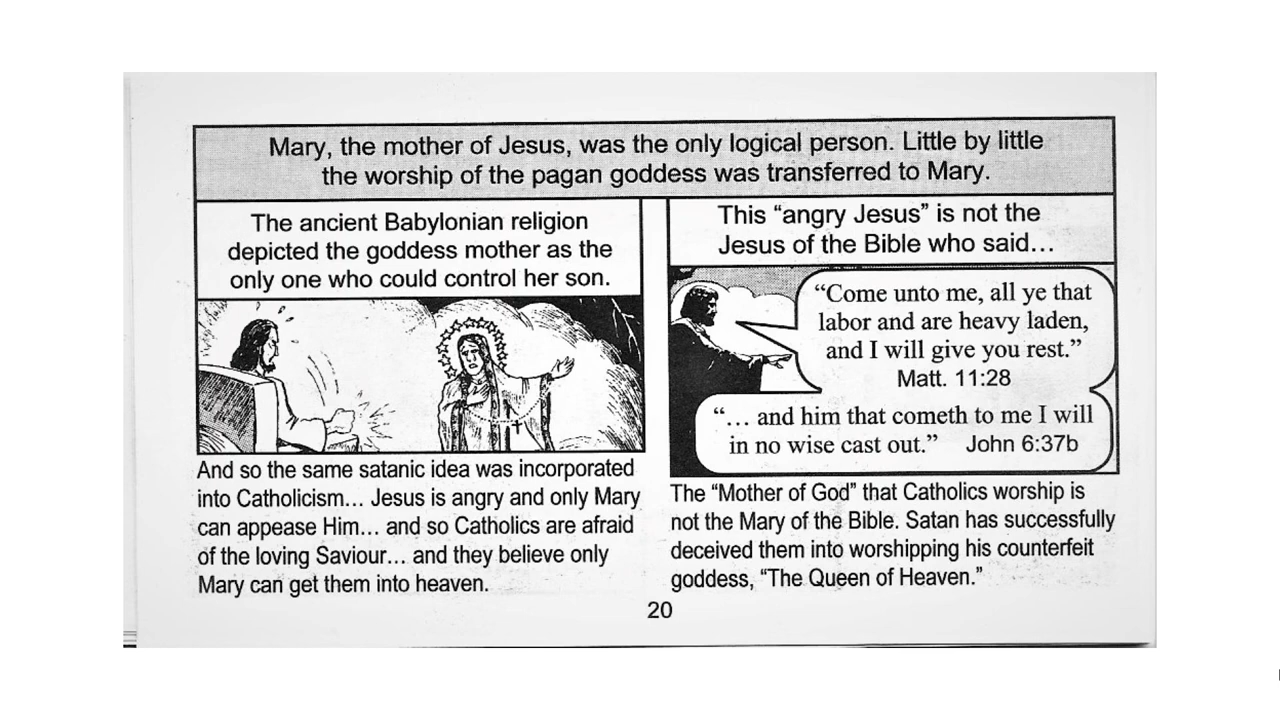 Mary, the mother of Jesus, was the only logical person. Little by little
the worship of the pagan goddess was transferred to Mary.
The ancient Babylonian religion
depicted the goddess mother as the
only one who could control her son.
And so the same satanic idea was incorporated
into Catholicism... Jesus is angry and only Mary
can appease Him... and so Catholics are afraid
of the loving Saviour... and they believe only
Mary can get them into heaven.
This “angry Jesus” is not the
Jesus of the Bible who said...
“Come unto me, all ye that
labor and are heavy laden,
and I will give you rest.”
Matt. 11:28
“... and him that cometh to me I will
in no wise cast out.” John 6:37b
The “Mother of God” that Catholics worship is
not the Mary of the Bible. Satan has successfully
deceived them into worshipping his counterfeit
goddess, “The Queen of Heaven.”
20